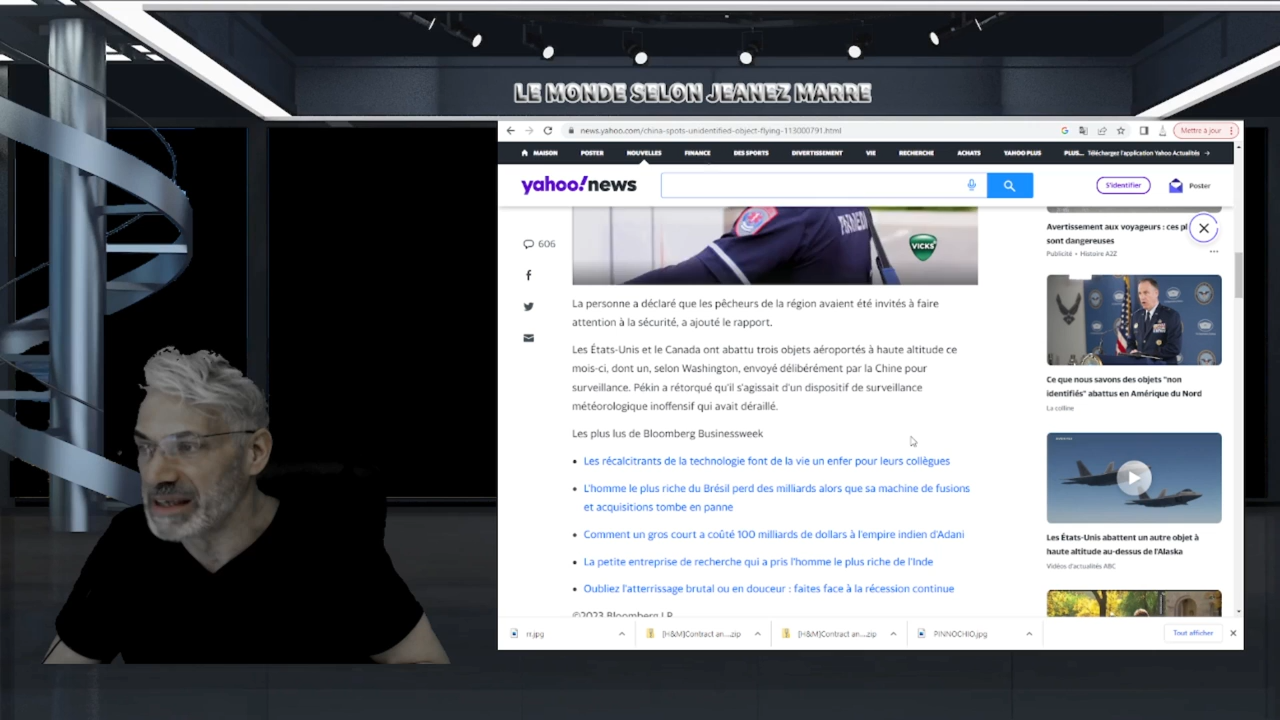 LE MONDE SELON JEANEZ MARRE
news.yahoo.com/china-spots-unidentified-object-flying-113000791.html
Mettre à jour
MAISON POSTER NOUVELLES FINANCE DES SPORTS DIVERTISSEMENT VIE RECHERCHE ACHATS YAHOO PLUS PLUS... Téléchargez l'application Yahoo Actualités →
yahoo!news
S'identifier
Poster
PARAMEDI
VICKS
606
La personne a déclaré que les pêcheurs de la région avaient été invités à faire
attention à la sécurité, a ajouté le rapport.
Les États-Unis et le Canada ont abattu trois objets aéroportés à haute altitude ce
mois-ci, dont un, selon Washington, envoyé délibérément par la Chine pour
surveillance. Pékin a rétorqué qu'il s'agissait d'un dispositif de surveillance
météorologique inoffensif qui avait déraillé.
Les plus lus de Bloomberg Businessweek
• Les récalcitrants de la technologie font de la vie un enfer pour leurs collègues
• L'homme le plus riche du Brésil perd des milliards alors que sa machine de fusions
et acquisitions tombe en panne
• Comment un gros court a coûté 100 milliards de dollars à l'empire indien d'Adani
• La petite entreprise de recherche qui a pris l'homme le plus riche de l'Inde
• Oubliez l'atterrissage brutal ou en douceur : faites face à la récession continue
©2023 Bloomberg LP
Avertissement aux voyageurs : ces pl
sont dangereuses
Publicité • Histoire A2Z
Ce que nous savons des objets "non
identifiés" abattus en Amérique du Nord
La colline
Les États-Unis abattent un autre objet à
haute altitude au-dessus de l'Alaska
Vidéos d'actualités ABC
rr.jpg
[H&M]Contract an....zip
[H&M]Contract an....zip
PINNOCHIO.jpg
Tout afficher